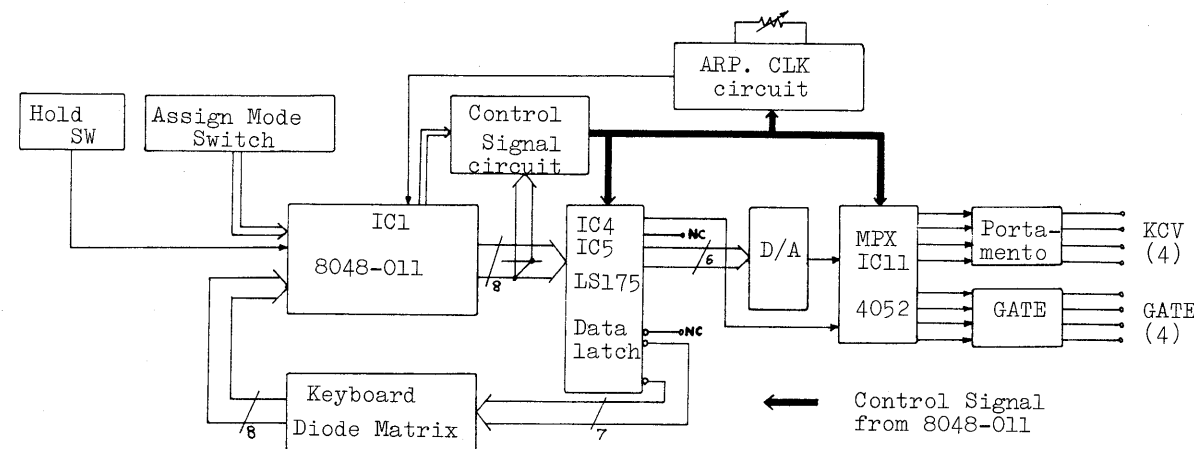 ARP. CLK
circuit
Hold
SW
Assign Mode
Switch
Control
Signal
circuit
IC1
8048-011
8
IC4
IC5
LS175
Data
latch
NC
6
NC
D/A
MPX
IC11
4052
Porta-
mento
KCV
(4)
GATE
GATE
(4)
Keyboard
Diode Matrix
8
7
Control Signal
from 8048-011